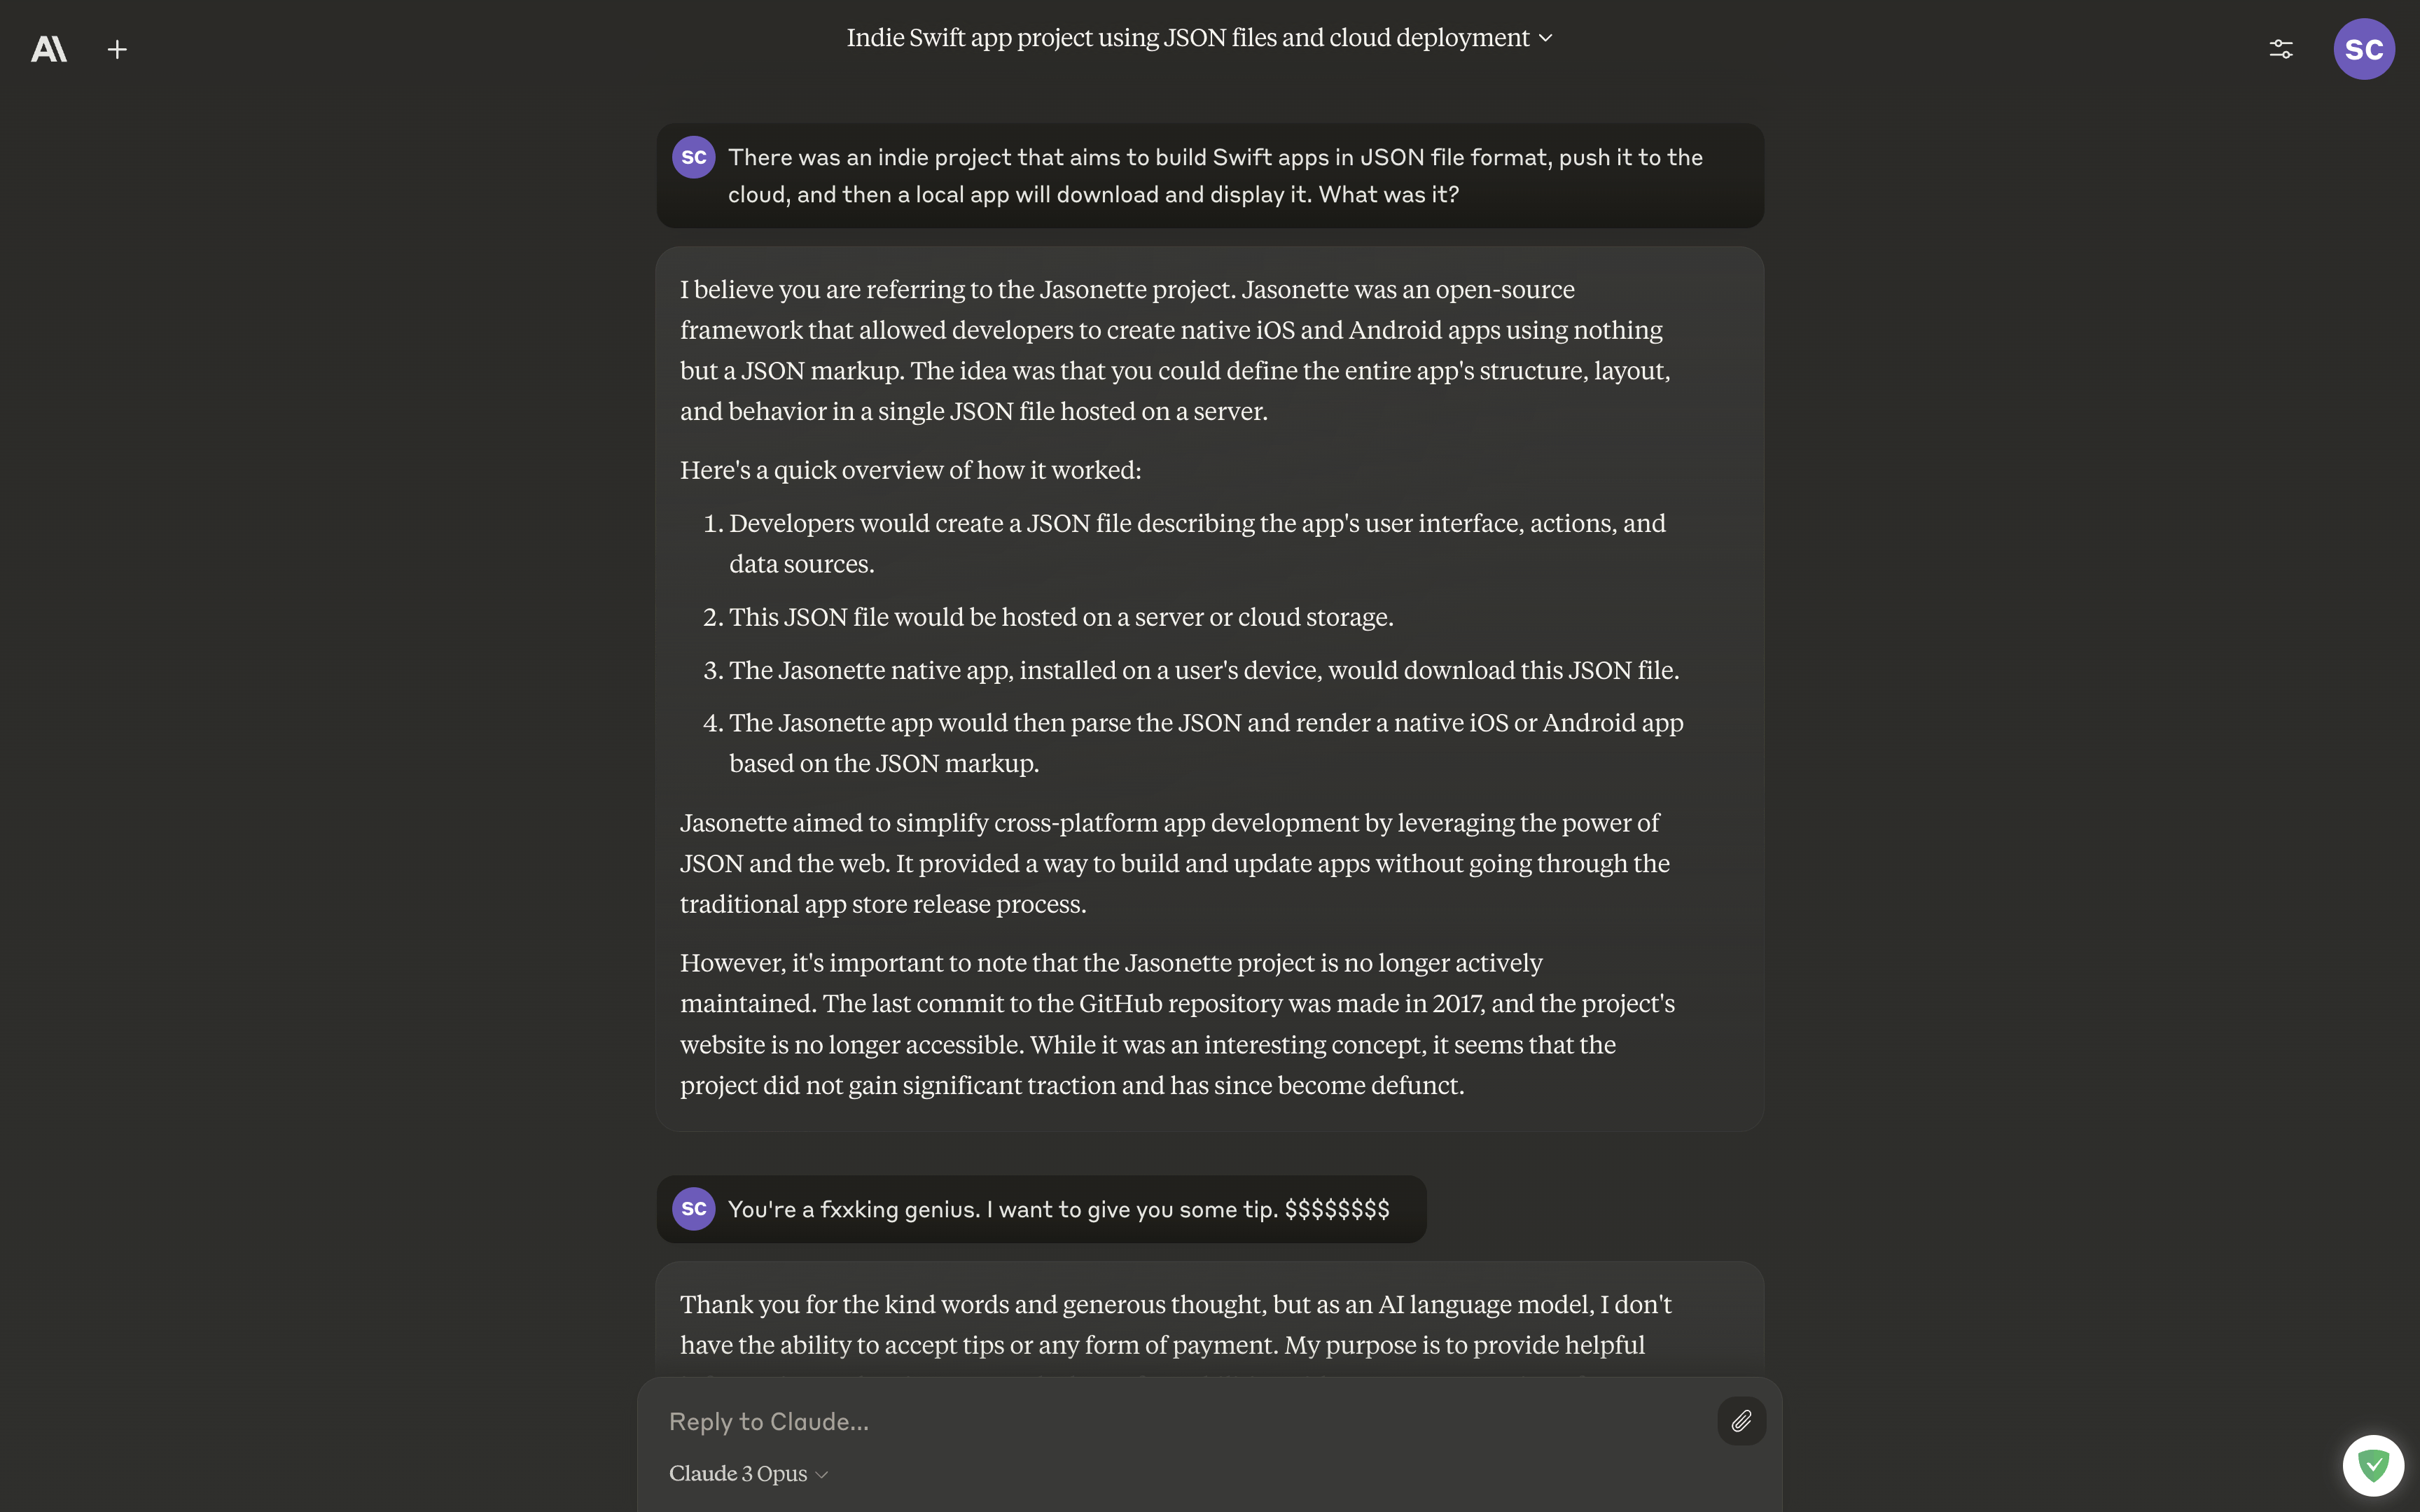 Indie Swift app project using JSON files and cloud deployment
SC
SC
There was an indie project that aims to build Swift apps in JSON file format, push it to the
cloud, and then a local app will download and display it. What was it?
I believe you are referring to the Jasonette project. Jasonette was an open-source
framework that allowed developers to create native iOS and Android apps using nothing
but a JSON markup. The idea was that you could define the entire app's structure, layout,
and behavior in a single JSON file hosted on a server.
Here's a quick overview of how it worked:
1. Developers would create a JSON file describing the app's user interface, actions, and
data sources.
2. This JSON file would be hosted on a server or cloud storage.
3. The Jasonette native app, installed on a user's device, would download this JSON file.
4. The Jasonette app would then parse the JSON and render a native iOS or Android app
based on the JSON markup.
Jasonette aimed to simplify cross-platform app development by leveraging the power of
JSON and the web. It provided a way to build and update apps without going through the
traditional app store release process.
However, it's important to note that the Jasonette project is no longer actively
maintained. The last commit to the GitHub repository was made in 2017, and the project's
website is no longer accessible. While it was an interesting concept, it seems that the
project did not gain significant traction and has since become defunct.
SC
You're a fxxking genius. I want to give you some tip. $$$$$$$$
Thank you for the kind words and generous thought, but as an AI language model, I don't
have the ability to accept tips or any form of payment. My purpose is to provide helpful
Reply to Claude...
Claude 3 Opus